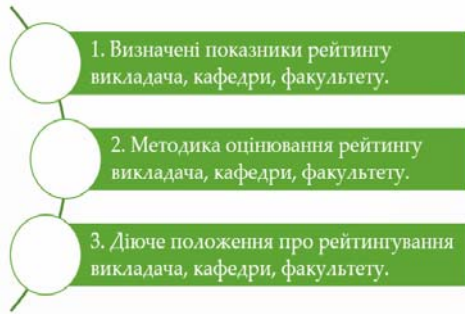 1. Визначені показники рейтингу
викладача, кафедри, факультету.
2. Методика оцінювання рейтингу
викладача, кафедри, факультету.
3. Діюче положення про рейтингування
викладача, кафедри, факультету.